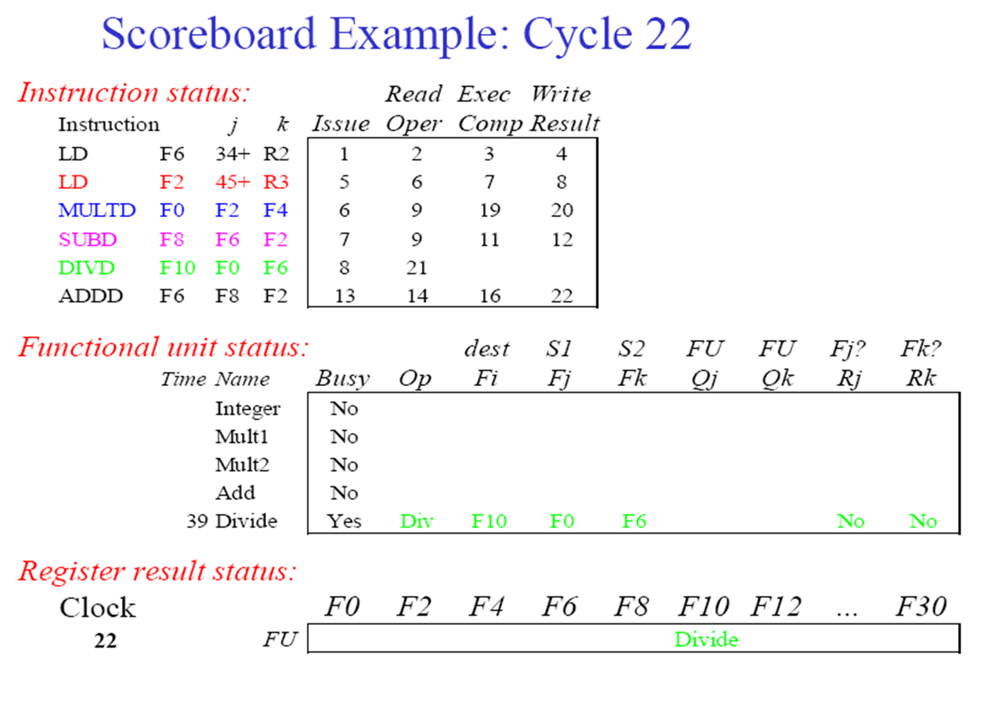 Scoreboard Example: Cycle 22
Instruction status: Read Exec Write
Instruction j k Issue Oper Comp Result
LD F6 34+ R2 1 2 3 4
LD F2 45+ R3 5 6 7 8
MULTD F0 F2 F4 6 9 19 20
SUBD F8 F6 F2 7 9 11 12
DIVD F10 F0 F6 8 21
ADDD F6 F8 F2 13 14 16 22
Functional unit status: dest S1 S2 FU FU Fj? Fk?
Time Name Busy Op Fi Fj Fk Qj Qk Rj Rk
Integer No
Mult1 No
Mult2 No
Add No
39 Divide Yes Div F10 F0 F6 No No
Register result status:
Clock F0 F2 F4 F6 F8 F10 F12 ... F30
22 FU Divide